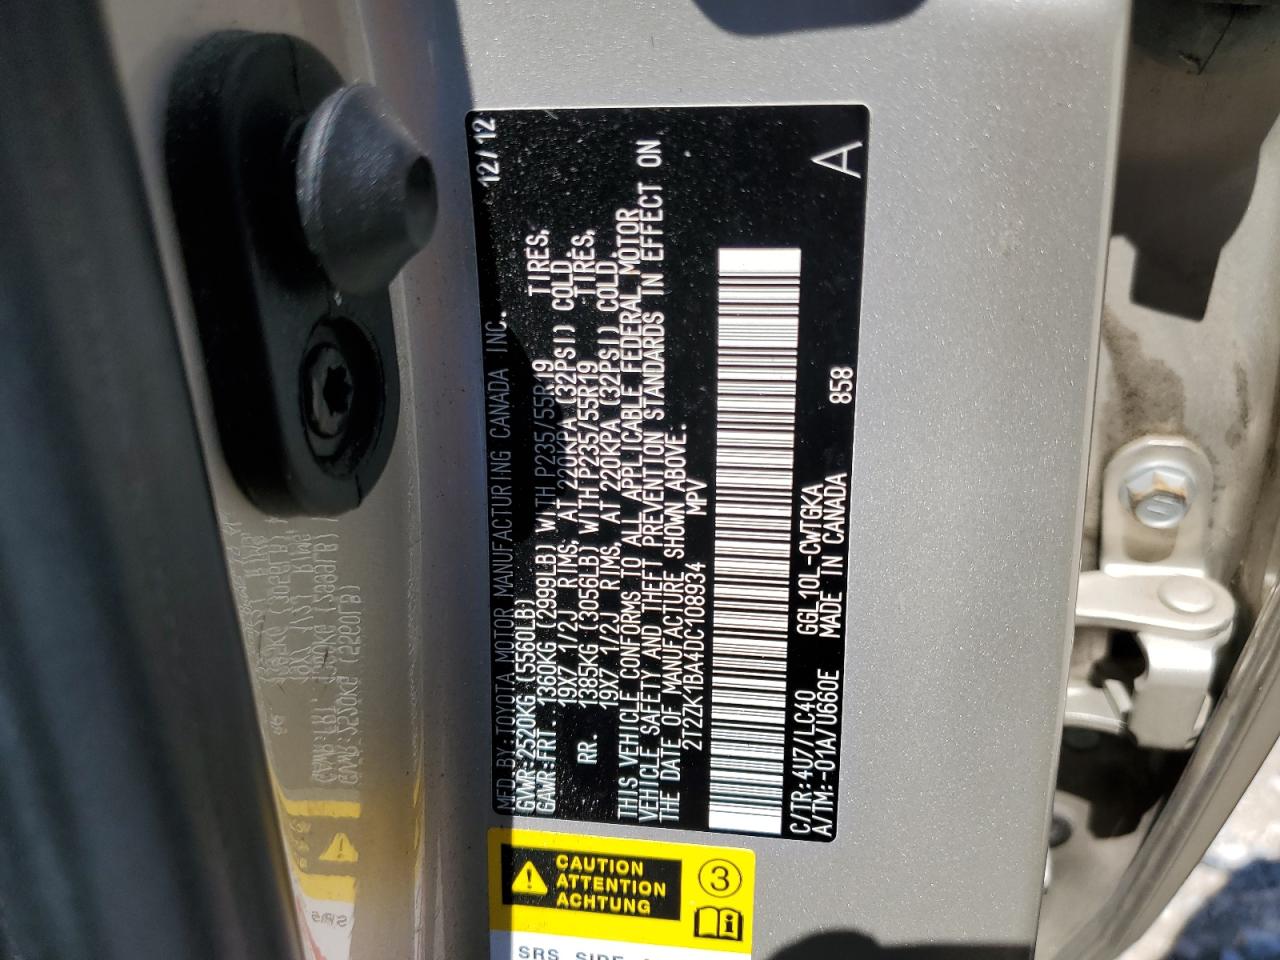 MFD.BY:TOYOTA MOTOR MANUFACTURING CANADA INC. 12/12
GVWR:2520KG(5560LB)
GAWR:FRT. 1360KG (2999LB) WITH P235/55R19 TIRES,
19X7 1/2J RIMS, AT 220KPA (32PSI) COLD.
RR. 1385KG (3056LB) WITH P235/55R19 TIRES,
19X7 1/2J RIMS, AT 220KPA (32PSI) COLD.
THIS VEHICLE CONFORMS TO ALL APPLICABLE FEDERAL MOTOR
VEHICLE SAFETY AND THEFT PREVENTION STANDARDS IN EFFECT ON
THE DATE OF MANUFACTURE SHOWN ABOVE.
2T2ZK1BA4DC108934 MPV
C/TR:4U7/LC40 GGL10L-CWTGKA 858 A
A/TM:-01A/U660E MADE IN CANADA
CAUTION
ATTENTION
ACHTUNG
3
i
SRS SIDE